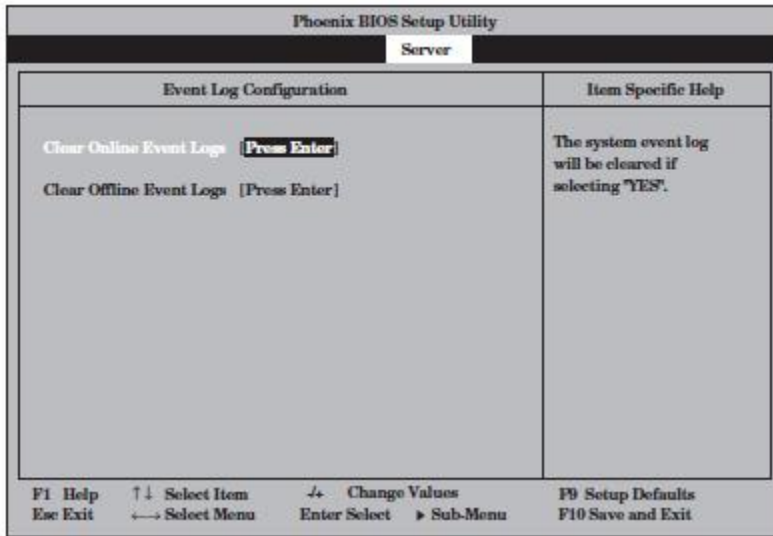 Phoenix BIOS Setup Utility
Server
Event Log Configuration
Item Specific Help
Clear Online Event Logs [Press Enter]
Clear Offline Event Logs [Press Enter]
The system event log
will be cleared if
selecting "YES".
F1 Help ↑↓ Select Item -/+ Change Values F9 Setup Defaults
Esc Exit ←→ Select Menu Enter Select ▶ Sub-Menu F10 Save and Exit